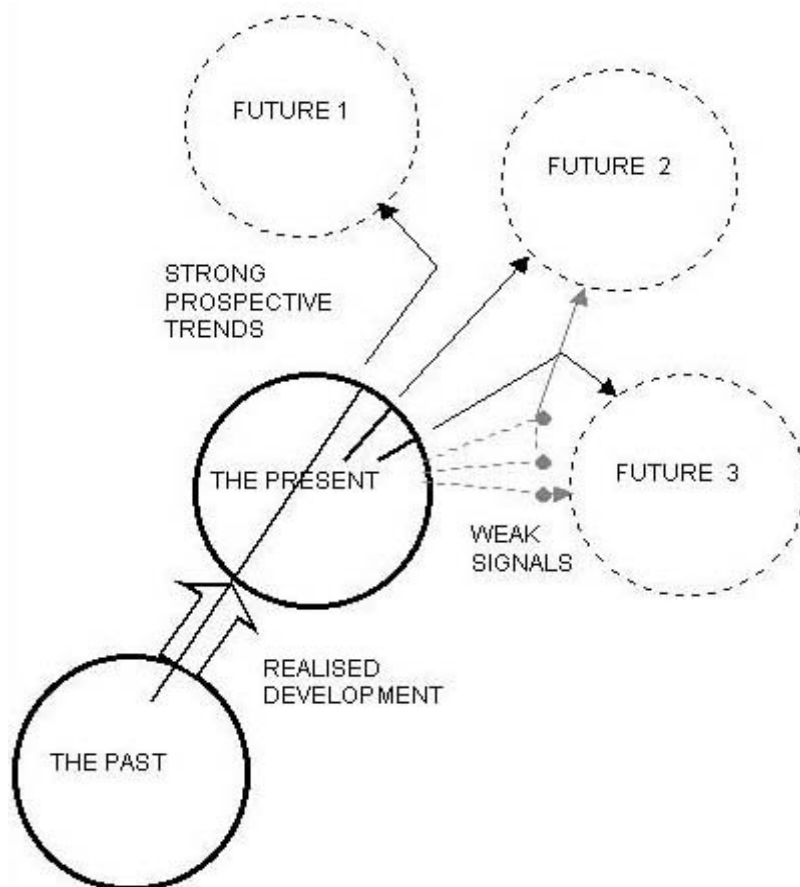 FUTURE 1
FUTURE 2
STRONG
PROSPECTIVE
TRENDS
THE PRESENT
FUTURE 3
WEAK
SIGNALS
REALISED
DEVELOPMENT
THE PAST